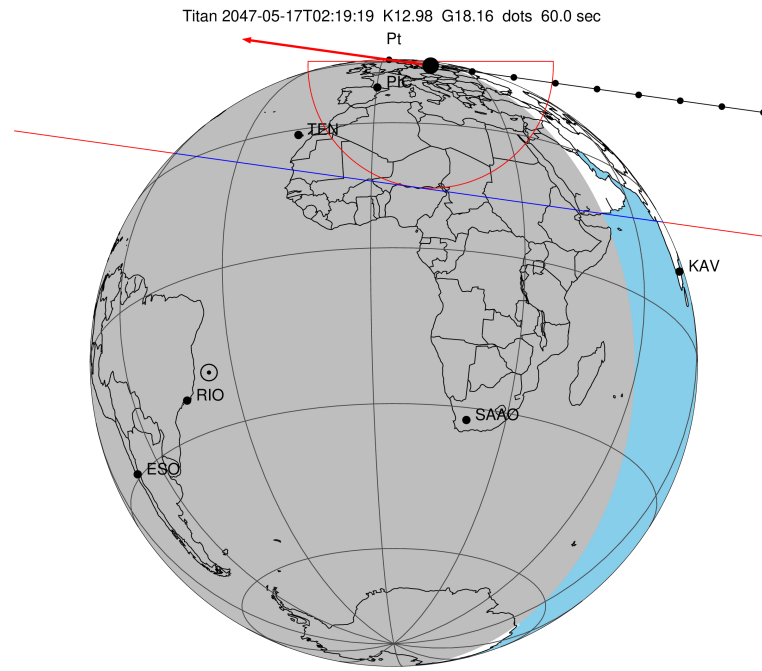 Titan 2047-05-17T02:19:19 K12.98 G18.16 dots 60.0 sec
Pt
PIC
TEN
KAV
RIO
SAAO
ESO